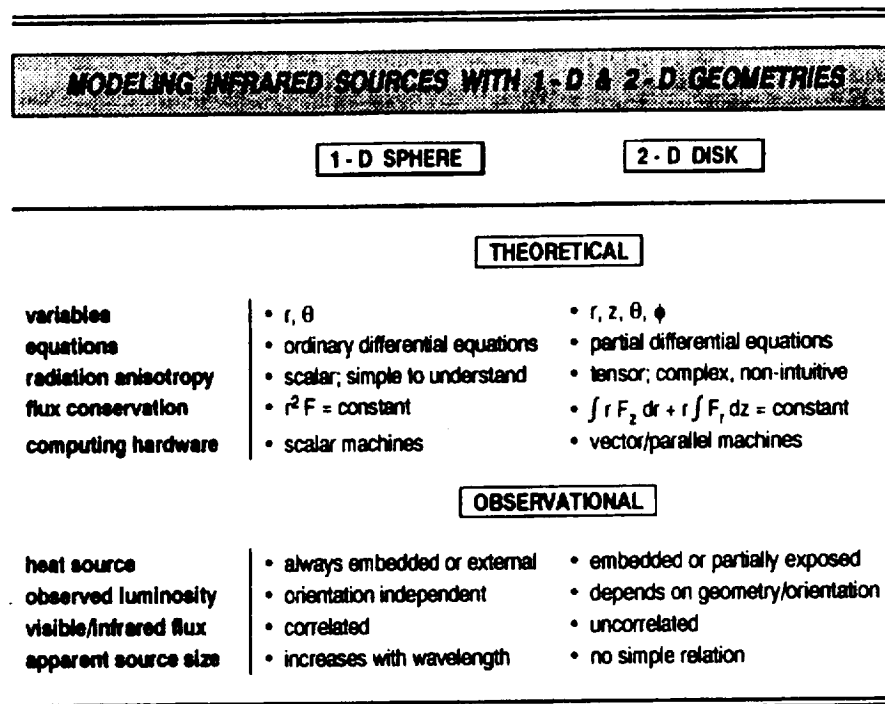 MODELING INFRARED SOURCES WITH 1-D & 2-D GEOMETRIES
1-D SPHERE 2-D DISK
THEORETICAL
variables • r, θ • r, z, θ, ϕ
equations • ordinary differential equations • partial differential equations
radiation anisotropy • scalar; simple to understand • tensor; complex, non-intuitive
flux conservation • r² F = constant • ∫ r F_z dr + r ∫ F_r dz = constant
computing hardware • scalar machines • vector/parallel machines
OBSERVATIONAL
heat source • always embedded or external • embedded or partially exposed
observed luminosity • orientation independent • depends on geometry/orientation
visible/infrared flux • correlated • uncorrelated
apparent source size • increases with wavelength • no simple relation